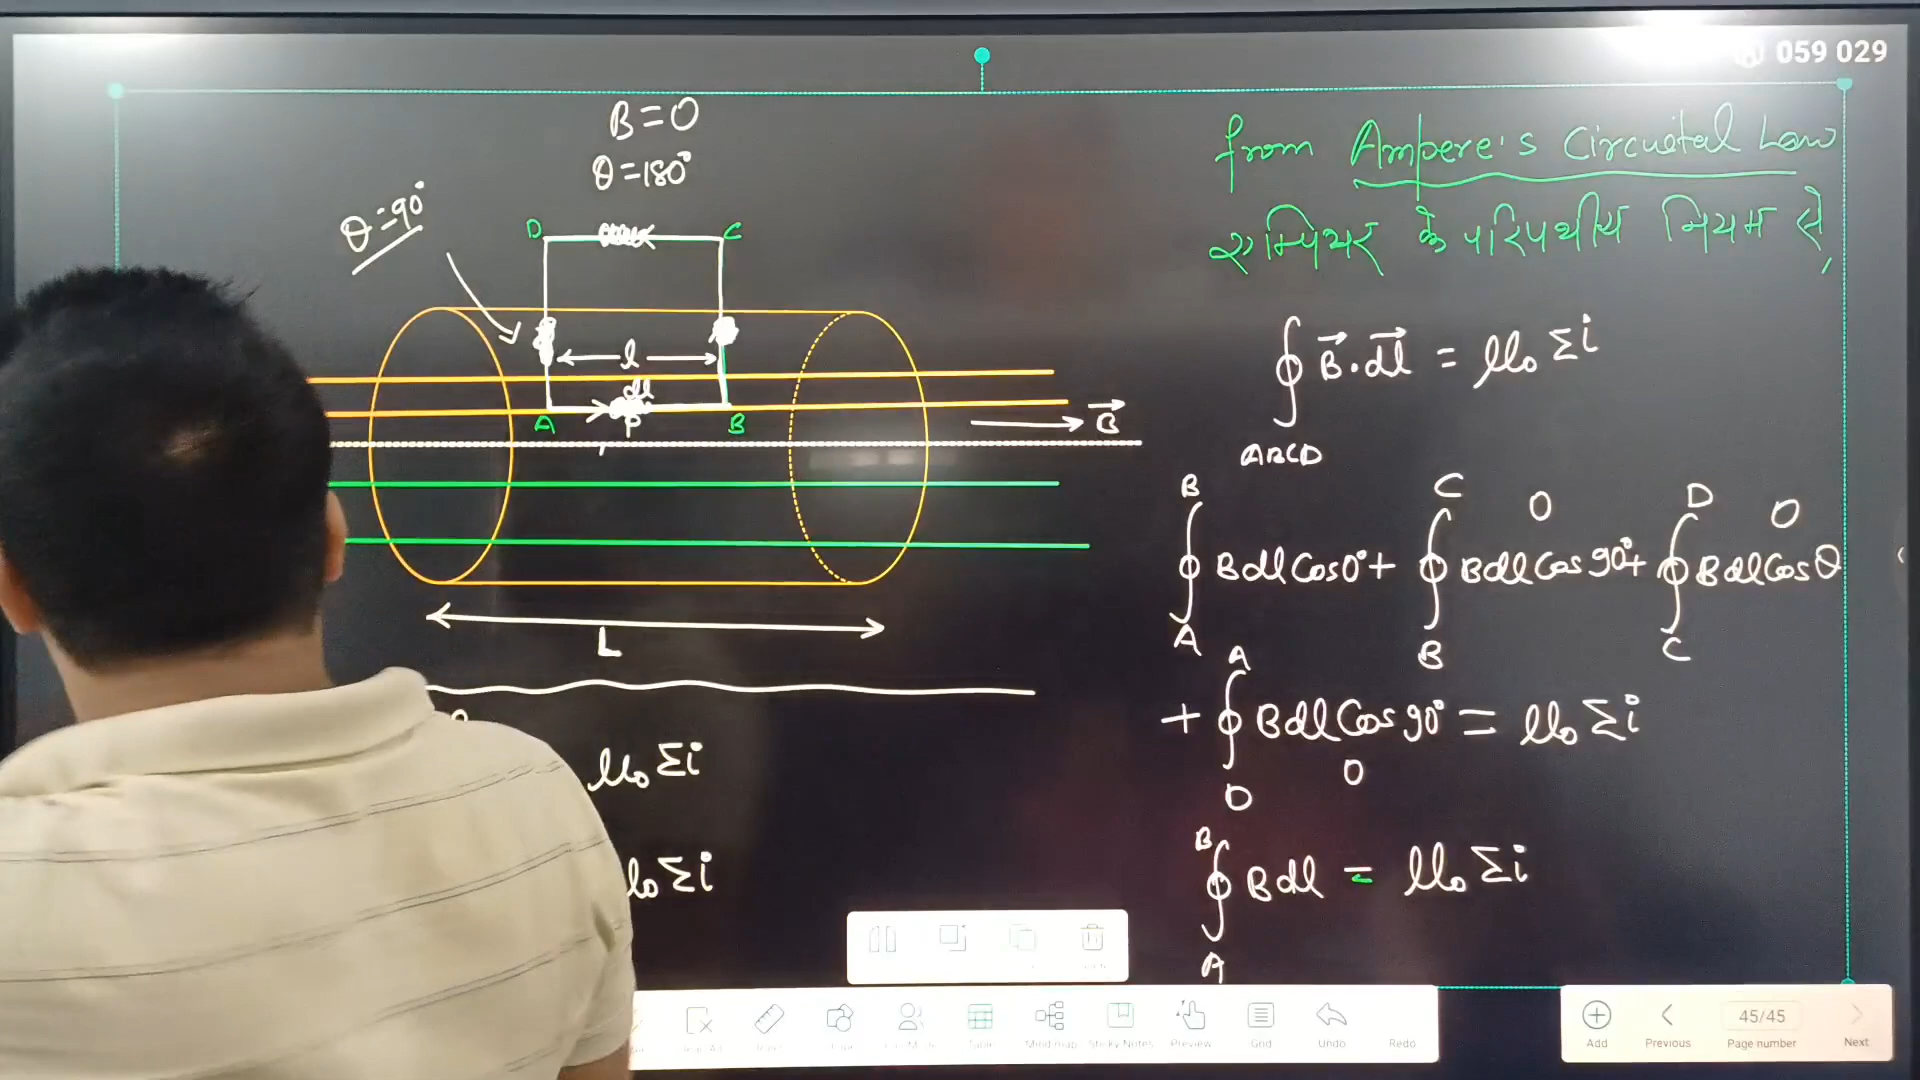 059 029
B=0
θ=180°
θ=90°
D C
l
dl
A P B
B⃗
L
μ₀ Σi
μ₀ Σi
from Ampere's Circuital Law
एम्पियर के परिपथीय नियम से,
∮ B⃗·dl⃗ = μ₀ Σi
ABCD
B C 0 D 0
∮ Bdl Cos0°+ ∮ Bdl Cos 90°+ ∮ Bdl Cosθ
A B C
A
+ ∮ Bdl Cos 90° = μ₀ Σi
D 0
B
∮ Bdl = μ₀ Σi
A
Table Mind map Sticky Notes Preview Grid Undo Redo
Add Previous 45/45 Page number Next